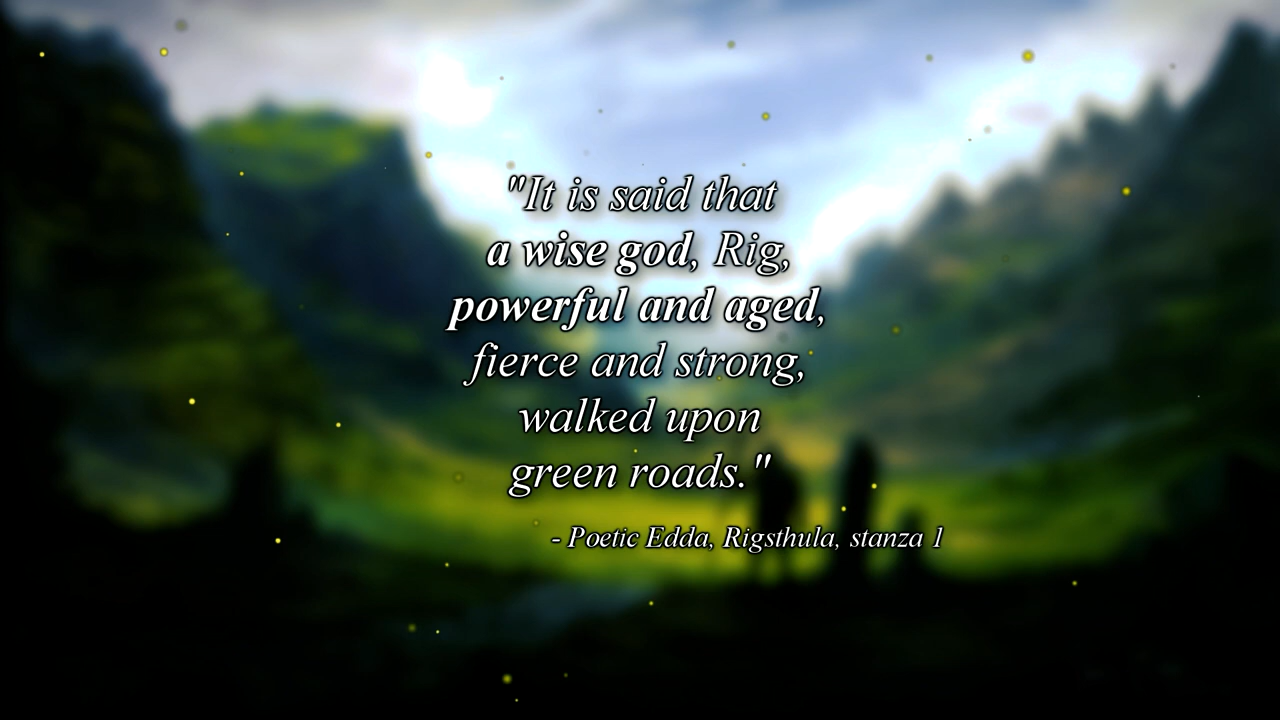 "It is said that
a wise god, Rig,
powerful and aged,
fierce and strong,
walked upon
green roads."
- Poetic Edda, Rigsthula, stanza 1